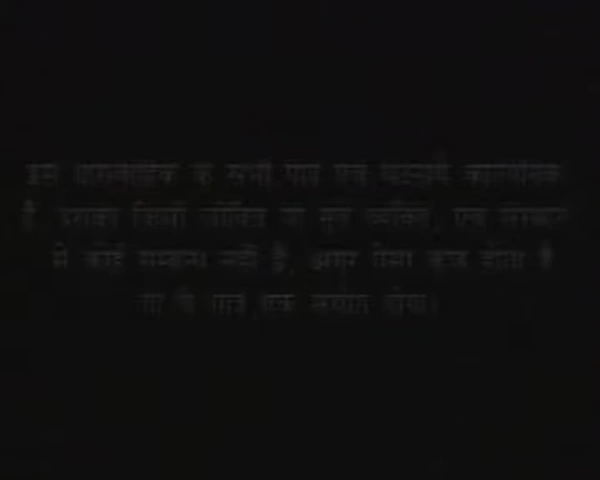 इस धारावाहिक के सभी पात्र एवं घटनायें काल्पनिक
हैं इनका किसी जीवित या मृत व्यक्ति, एवं संस्था
से कोई सम्बन्ध नहीं है, अगर ऐसा कुछ होता है
तो ये मात्र एक संयोग होगा।